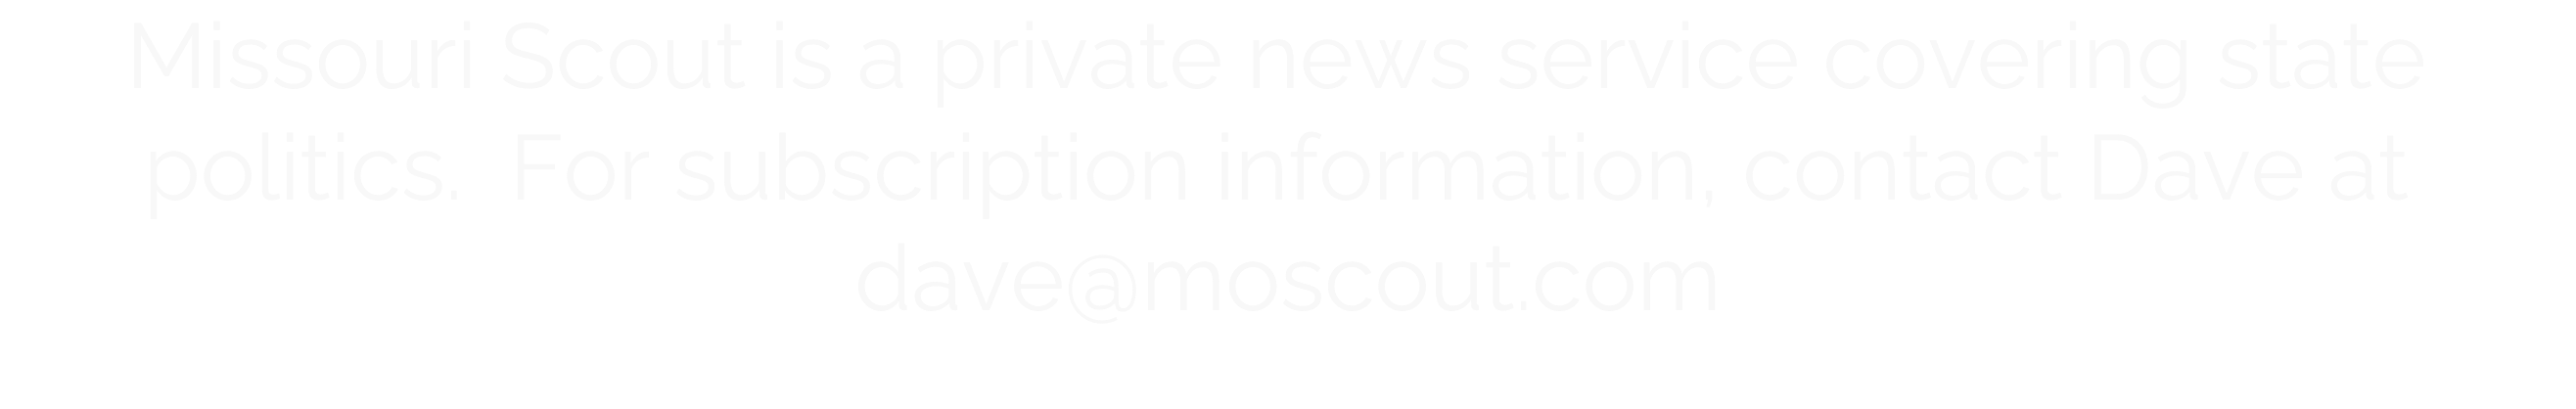 Missouri Scout is a private news service covering state
politics.  For subscription information, contact Dave at
dave@moscout.com